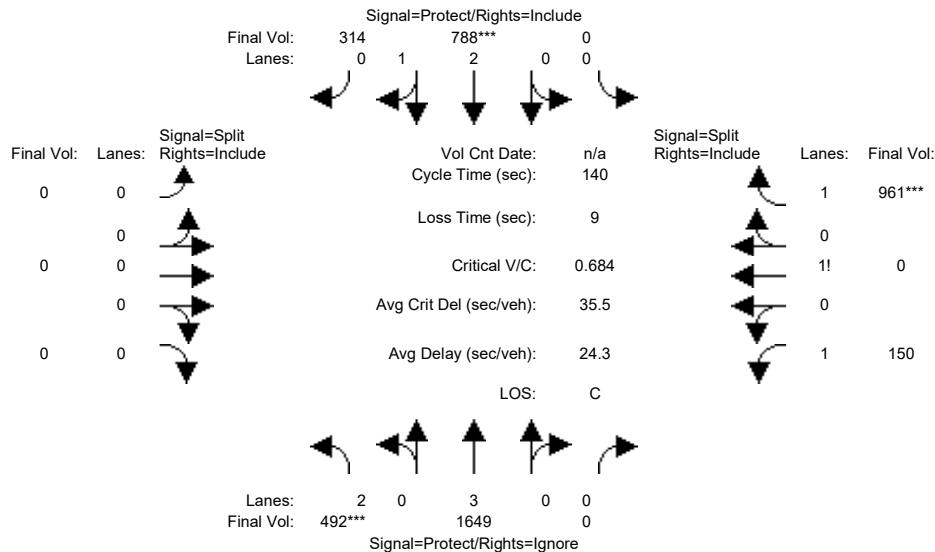 Signal=Protect/Rights=Include
Final Vol: 314 788*** 0
Lanes: 0 1 2 0 0
Signal=Split
Final Vol: Lanes: Rights=Include
Vol Cnt Date: n/a
Signal=Split
Rights=Include Lanes: Final Vol:
Cycle Time (sec): 140
0 0
1 961***
Loss Time (sec): 9
0
0
0 0
Critical V/C: 0.684
1! 0
0
Avg Crit Del (sec/veh): 35.5
0
0 0
Avg Delay (sec/veh): 24.3
1 150
LOS: C
Lanes: 2 0 3 0 0
Final Vol: 492*** 1649 0
Signal=Protect/Rights=Ignore